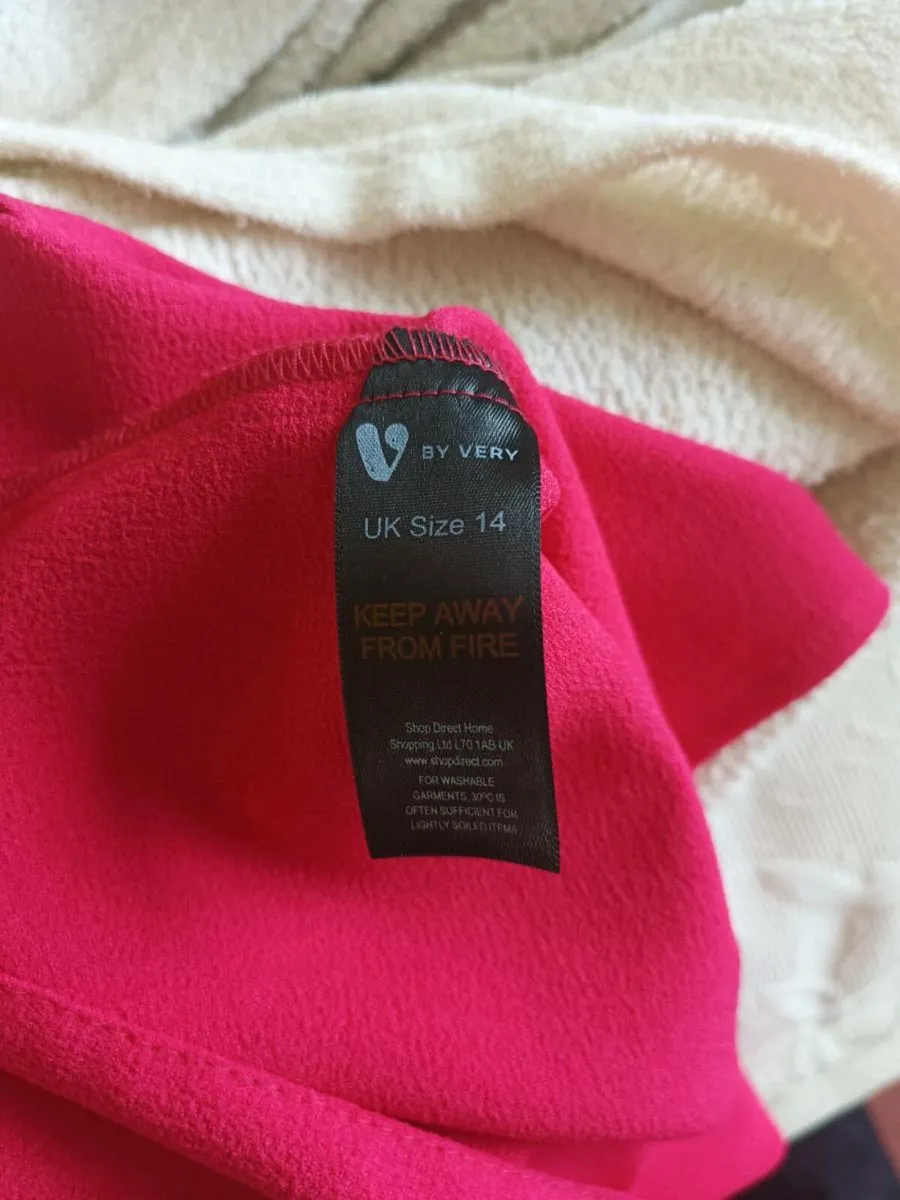 V BY VERY
UK Size 14
KEEP AWAY
FROM FIRE
Shop Direct Home
Shopping Ltd L70 1AB UK
www.shopdirect.com
FOR WASHABLE
GARMENTS, 30ºC IS
OFTEN SUFFICIENT FOR
LIGHTLY SOILED ITEMS